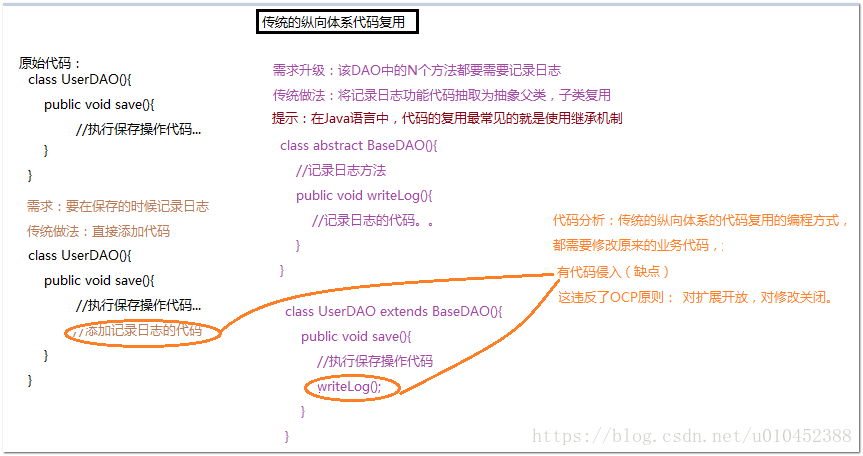 传统的纵向体系代码复用
原始代码：
class UserDAO(){
public void save(){
//执行保存操作代码...
}
}
需求：要在保存的时候记录日志
传统做法：直接添加代码
class UserDAO(){
public void save(){
//执行保存操作代码...
//添加记录日志的代码
}
}
需求升级：该DAO中的N个方法都要需要记录日志
传统做法：将记录日志功能代码抽取为抽象父类，子类复用
提示：在Java语言中，代码的复用最常见的就是使用继承机制
class abstract BaseDAO(){
//记录日志方法
public void writeLog(){
//记录日志的代码。。
}
}
class UserDAO extends BaseDAO(){
public void save(){
//执行保存操作代码
writeLog();
}
}
代码分析：传统的纵向体系的代码复用的编程方式，
都需要修改原来的业务代码，
有代码侵入（缺点）
这违反了OCP原则： 对扩展开放，对修改关闭。
https://blog.csdn.net/u010452388